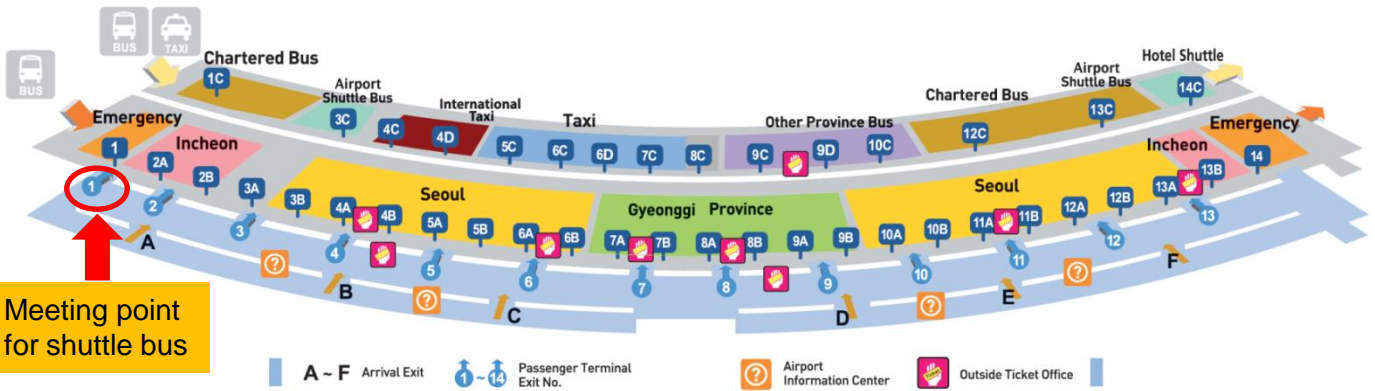 BUS
TAXI
BUS
Chartered Bus
1C
Airport
Shuttle Bus
3C
International
Taxi
4C
4D
Taxi
5C
6C
6D
7C
8C
Other Province Bus
9C
9D
10C
Chartered Bus
12C
Airport
Shuttle Bus
13C
Hotel Shuttle
14C
Emergency
1
Incheon
2A
2B
3A
3B
Seoul
4A
4B
5A
5B
6A
6B
Gyeonggi Province
7A
7B
8A
8B
9A
9B
Seoul
10A
10B
11A
11B
12A
12B
Incheon
13A
13B
Emergency
14
1
2
3
4
5
6
7
8
9
10
11
12
13
A
B
C
D
E
F
?
?
?
?
Meeting point
for shuttle bus
A ~ F Arrival Exit
1 ~ 14 Passenger Terminal
Exit No.
? Airport
Information Center
Outside Ticket Office